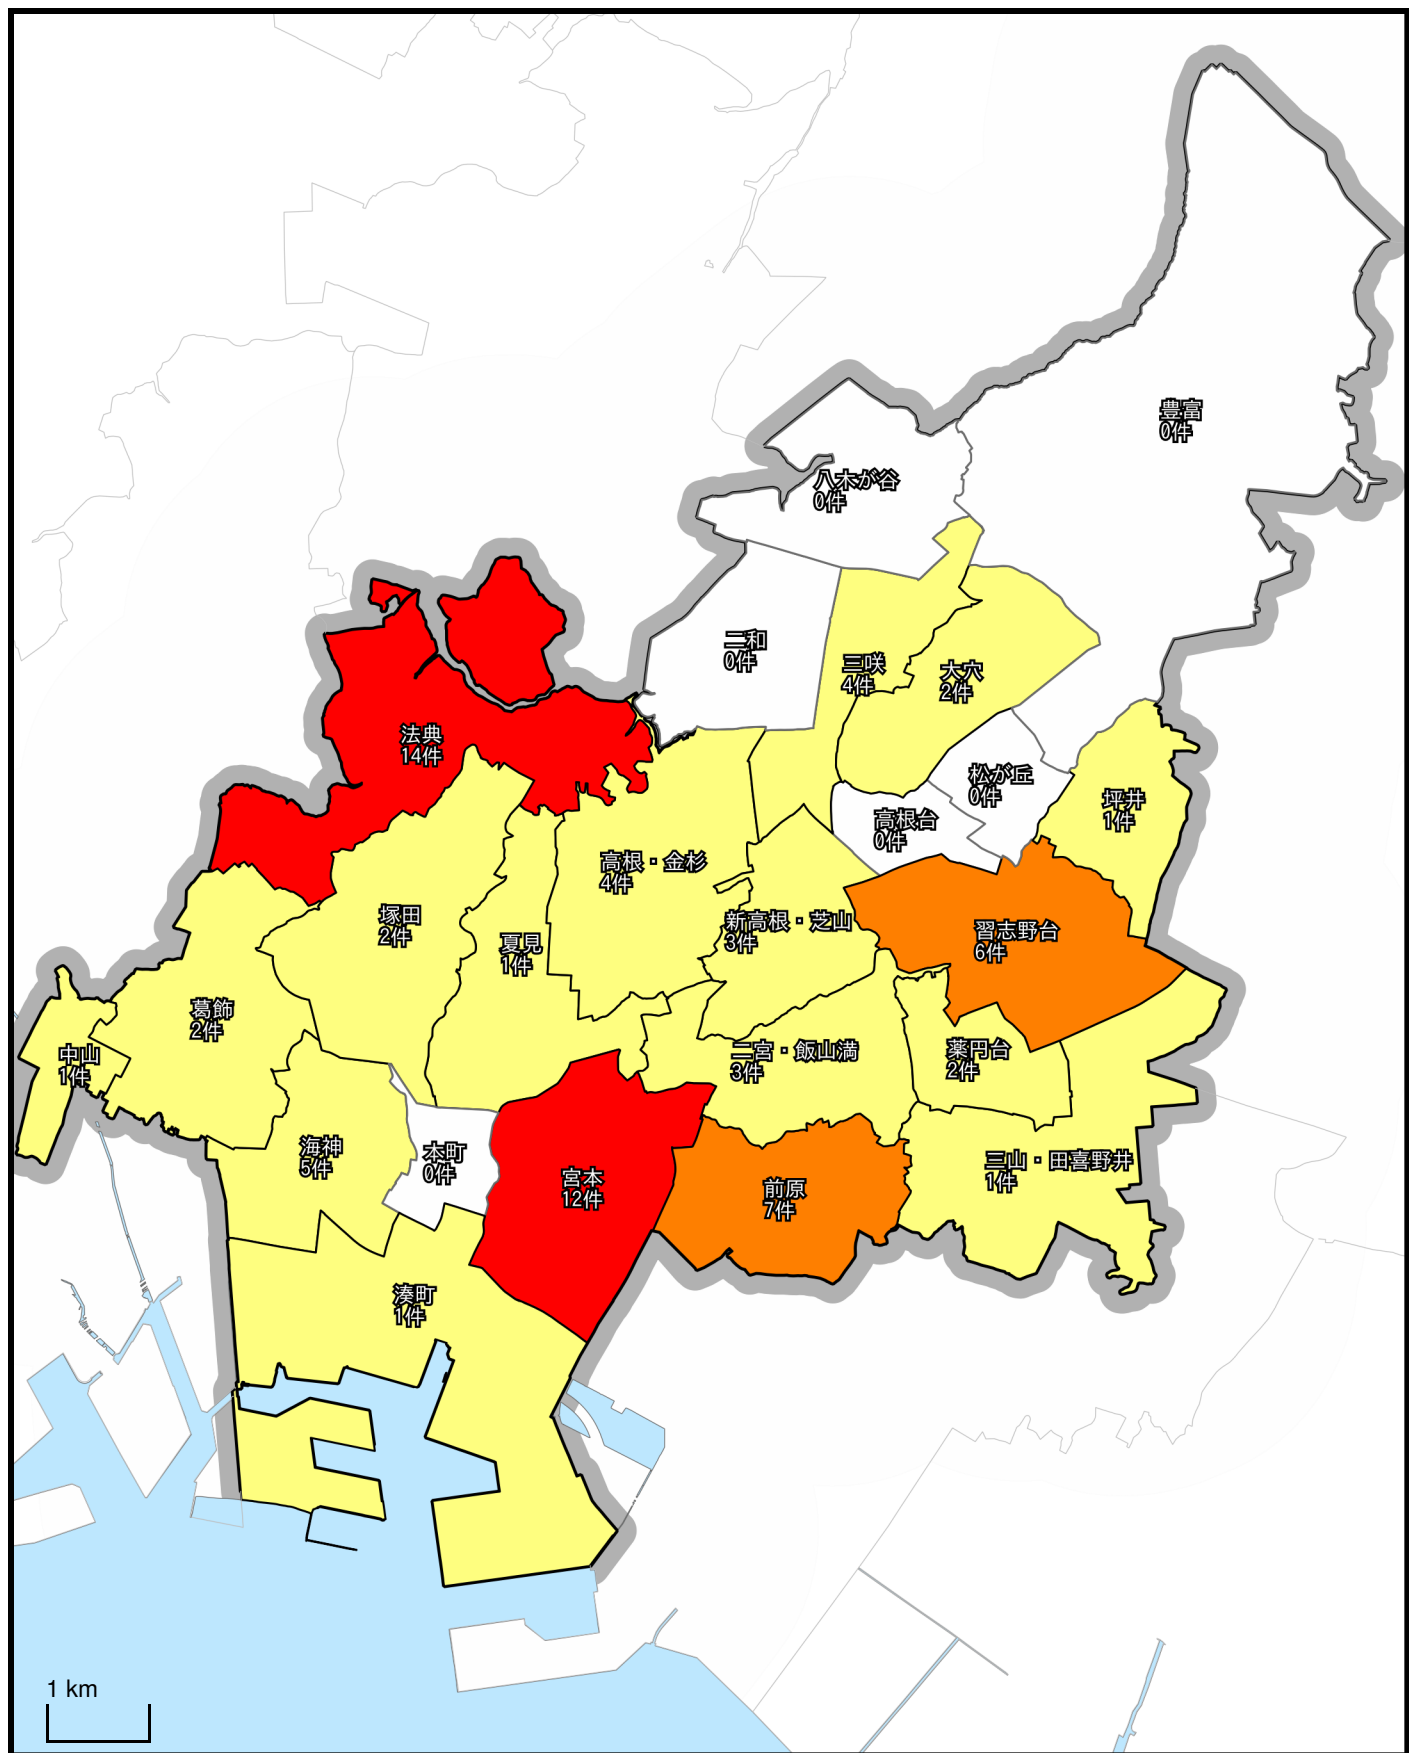 豊富
0件
八木が谷
0件
二和
0件
三咲
4件
大穴
2件
法典
14件
松が丘
0件
坪井
1件
高根台
0件
高根・金杉
4件
塚田
2件
新高根・芝山
3件
習志野台
6件
夏見
1件
葛飾
2件
中山
1件
二宮・飯山満
3件
薬円台
2件
海神
5件
本町
0件
三山・田喜野井
1件
宮本
12件
前原
7件
湊町
1件
1 km